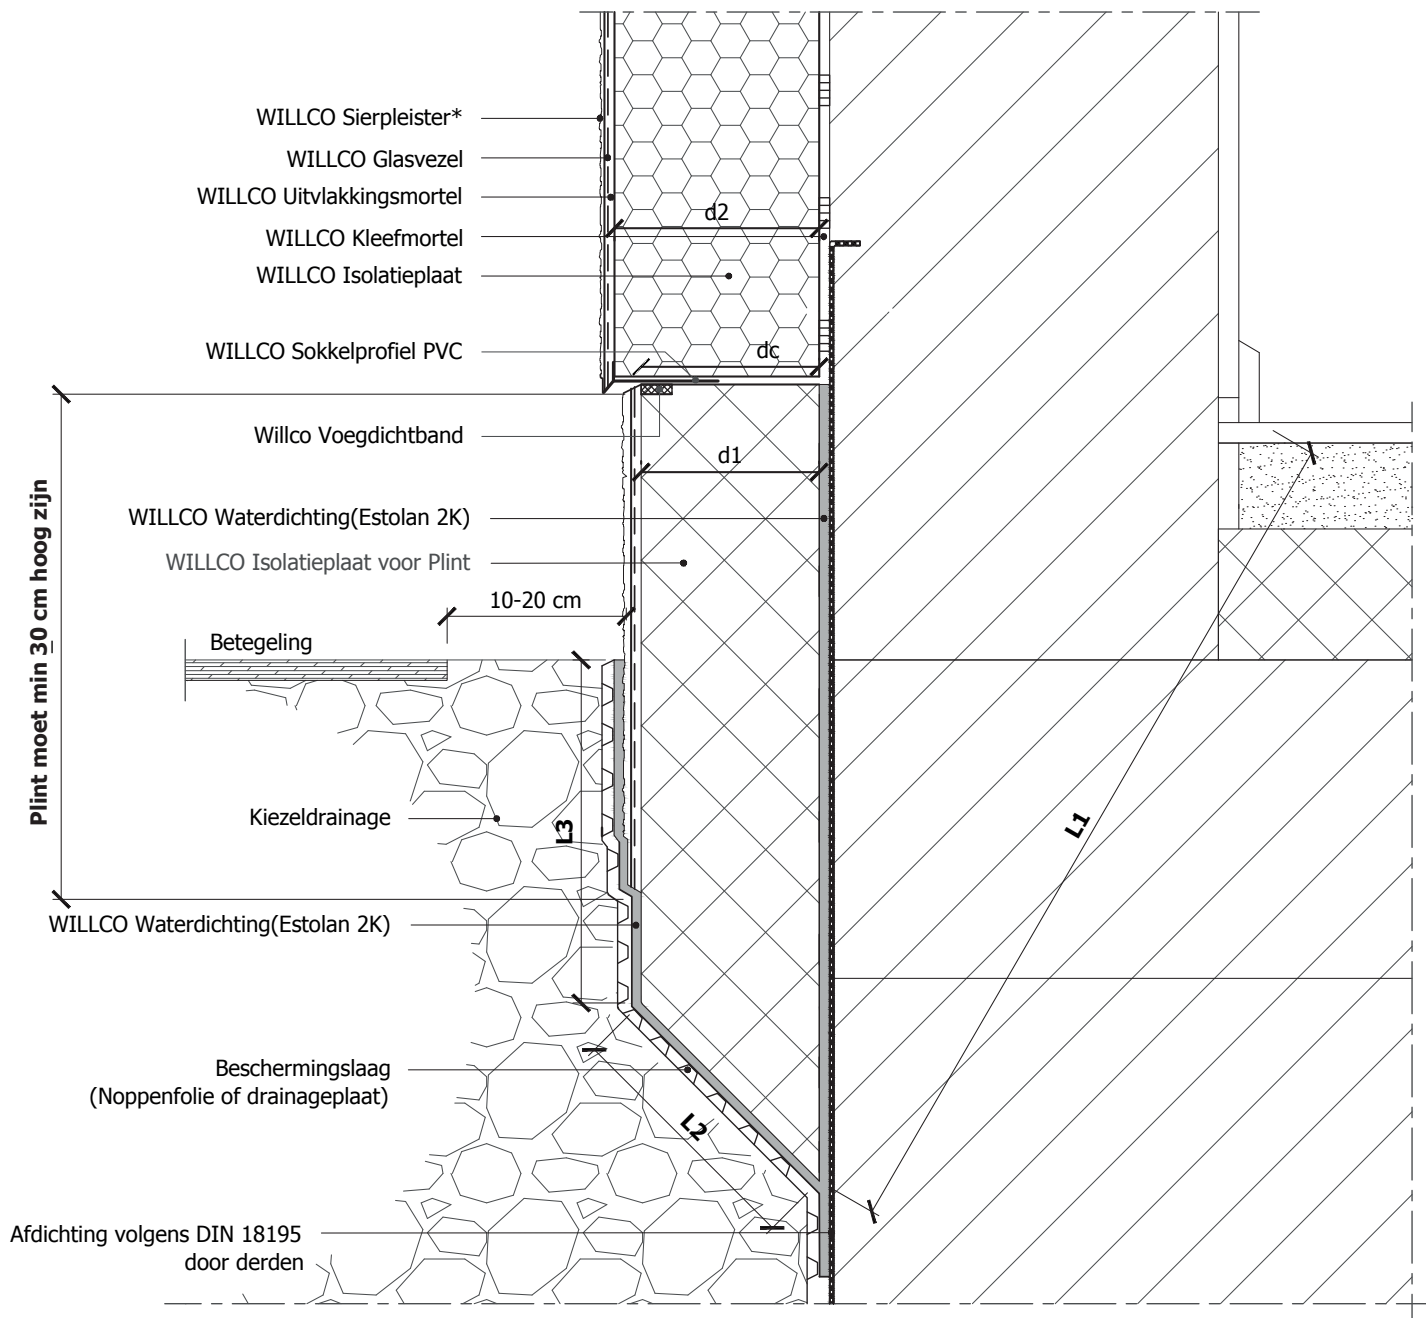 WILLCO Sierpleister*
WILLCO Glasvezel
WILLCO Uitvlakkingsmortel
d2
WILLCO Kleefmortel
WILLCO Isolatieplaat
WILLCO Sokkelprofiel PVC
dc
Willco Voegdichtband
d1
Plint moet min 30 cm hoog zijn
WILLCO Waterdichting(Estolan 2K)
WILLCO Isolatieplaat voor Plint
10-20 cm
Betegeling
Kiezeldrainage
L3
L1
WILLCO Waterdichting(Estolan 2K)
Beschermingslaag
(Noppenfolie of drainageplaat)
L2
Afdichting volgens DIN 18195
door derden